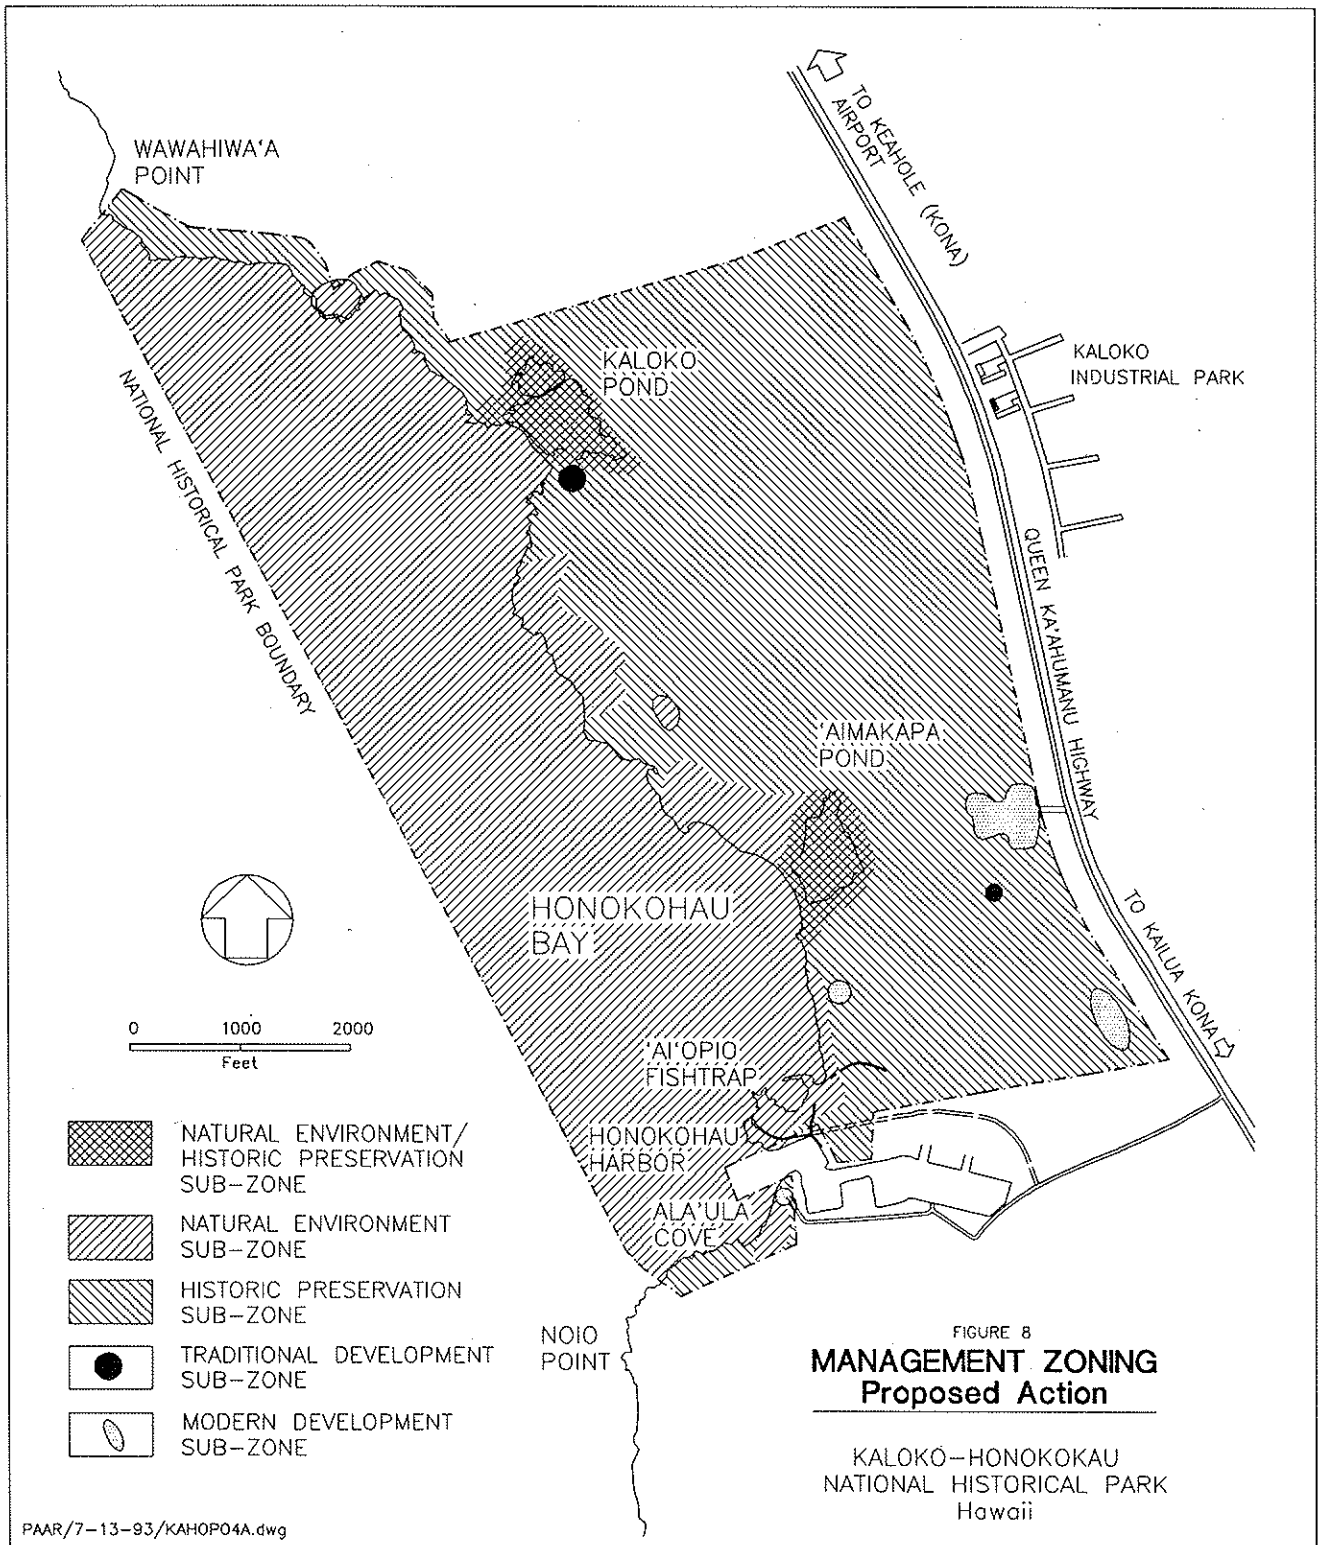 WAWAHIWA'A
POINT
TO KEAHOLE (KONA)
AIRPORT
KALOKO
POND
KALOKO
INDUSTRIAL PARK
NATIONAL HISTORICAL PARK BOUNDARY
QUEEN KA'AHUMANU HIGHWAY
'AIMAKAPA
POND
HONOKOHAU
BAY
TO KAILUA KONA
0 1000 2000
Feet
'AI'OPIO
FISHTRAP
HONOKOHAU
HARBOR
ALA'ULA
COVE
NOIO
POINT
NATURAL ENVIRONMENT/
HISTORIC PRESERVATION
SUB-ZONE
NATURAL ENVIRONMENT
SUB-ZONE
HISTORIC PRESERVATION
SUB-ZONE
TRADITIONAL DEVELOPMENT
SUB-ZONE
MODERN DEVELOPMENT
SUB-ZONE
FIGURE 8
MANAGEMENT ZONING
Proposed Action
KALOKO-HONOKOKAU
NATIONAL HISTORICAL PARK
Hawaii
PAAR/7-13-93/KAHOPO4A.dwg